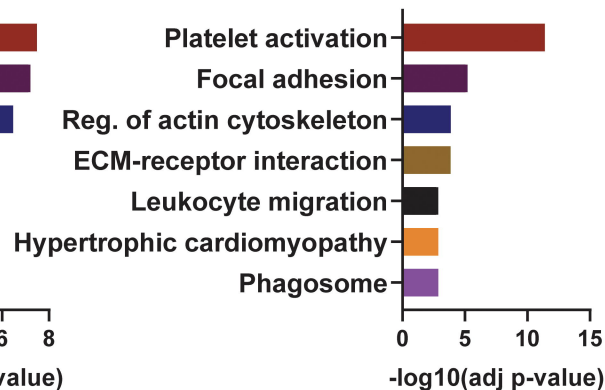 Platelet activation
Focal adhesion
Reg. of actin cytoskeleton
ECM-receptor interaction
Leukocyte migration
Hypertrophic cardiomyopathy
Phagosome
6 8
0 5 10 15
value)
-log10(adj p-value)